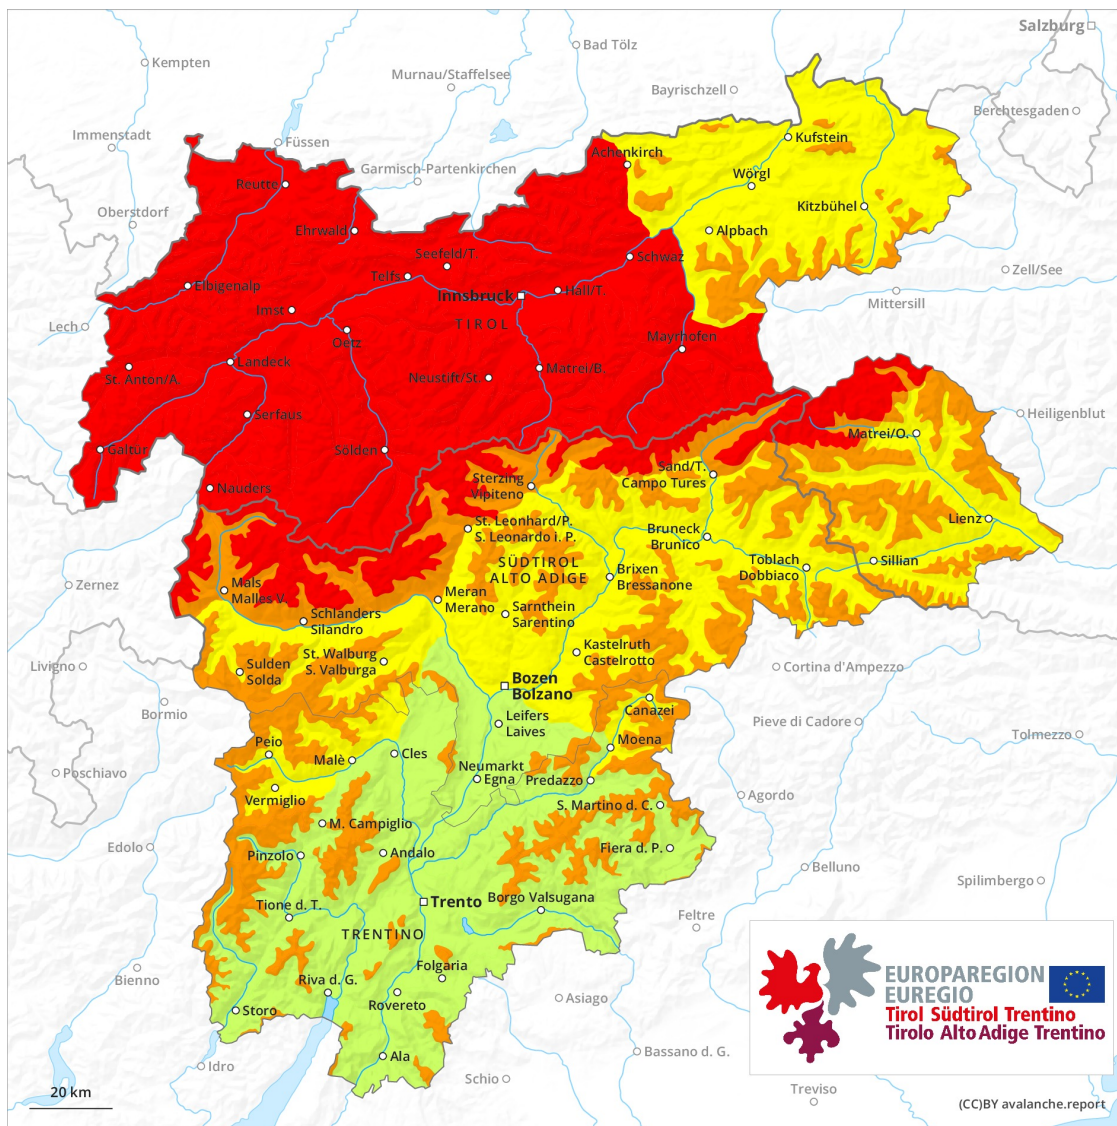 Salzburg
Bad Tölz
Kempten
Murnau/Staffelsee
Bayrischzell
Berchtesgaden
Immenstadt
Füssen
Kufstein
Achenkirch
Garmisch-Partenkirchen
Wörgl
Reutte
Kitzbühel
Oberstdorf
Ehrwald
Alpbach
Seefeld/T.
Schwaz
Zell/See
Telfs
Elbigenalp
Hall/T.
Innsbruck
Mittersill
Imst
TIROL
Lech
Oetz
Mayrhofen
Landeck
Matrei/B.
St. Anton/A.
Neustift/St.
Serfaus
Heiligenblut
Matrei/O.
Galtür
Sölden
Sand/T.
Campo Tures
Sterzing
Vipiteno
Nauders
Lienz
St. Leonhard/P.
S. Leonardo i. P.
Bruneck
Brunico
SÜDTIROL
ALTO ADIGE
Toblach
Dobbiaco
Sillian
Brixen
Bressanone
Zernez
Mals
Malles V.
Meran
Merano
Schlanders
Silandro
Sarnthein
Sarentino
Kastelruth
Castelrotto
St. Walburg
S. Valburga
Livigno
Sulden
Solda
Cortina d'Ampezzo
Bozen
Bolzano
Canazei
Bormio
Leifers
Laives
Pieve di Cadore
Tolmezzo
Peio
Moena
Malè
Cles
Neumarkt
Egna
Predazzo
Poschiavo
Vermiglio
Agordo
S. Martino d. C.
M. Campiglio
Edolo
Pinzolo
Andalo
Fiera d. P.
Belluno
Spilimbergo
Tione d. T.
Trento
Borgo Valsugana
Feltre
TRENTINO
Bienno
Folgaria
Riva d. G.
Rovereto
Asiago
Storo
EUROPAREGION
EUREGIO
Tirol Südtirol Trentino
Tirolo Alto Adige Trentino
Ala
Bassano d. G.
Idro
Schio
20 km
Treviso
(CC)BY avalanche.report